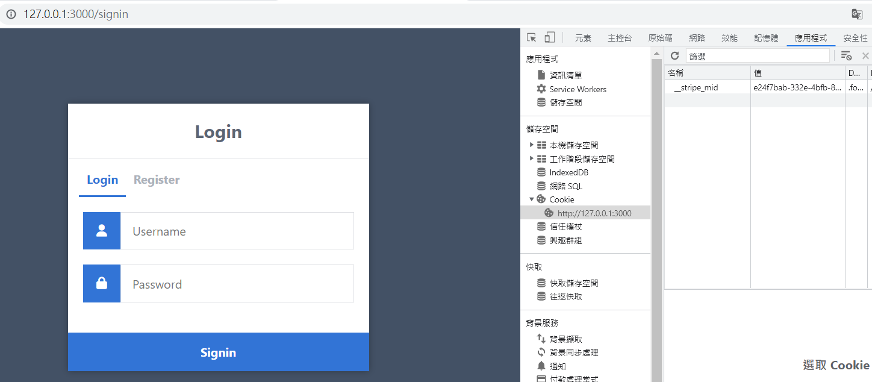 127.0.0.1:3000/signin
Login
Login Register
Username
Password
Signin
元素 主控台 原始碼 網路 效能 記憶體 應用程式 安全性
應用程式
資訊清單
Service Workers
儲存空間
儲存空間
本機儲存空間
工作階段儲存空間
IndexedDB
網路 SQL
Cookie
http://127.0.0.1:3000
信任權杖
興趣群組
快取
快取儲存空間
往返快取
背景服務
背景擷取
背景同步處理
通知
付款處理常式
篩選
名稱 值 D...
__stripe_mid e24f7bab-332e-4bfb-8... .fo...
選取 Cookie